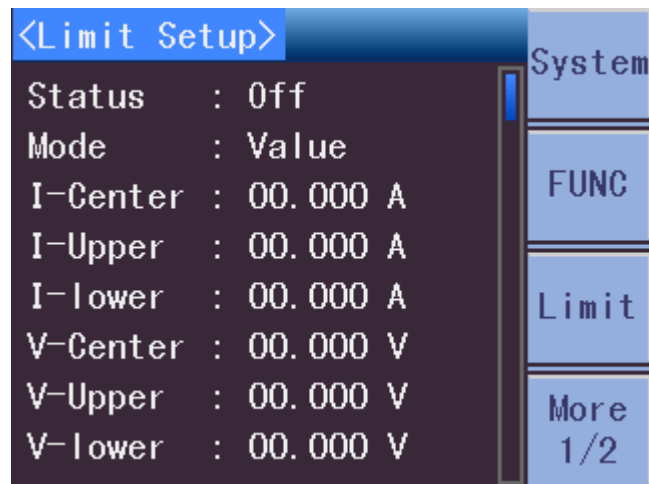 <Limit Setup>
Status : Off
Mode : Value
I-Center : 00.000 A
I-Upper : 00.000 A
I-lower : 00.000 A
V-Center : 00.000 V
V-Upper : 00.000 V
V-lower : 00.000 V
System
FUNC
Limit
More
1/2